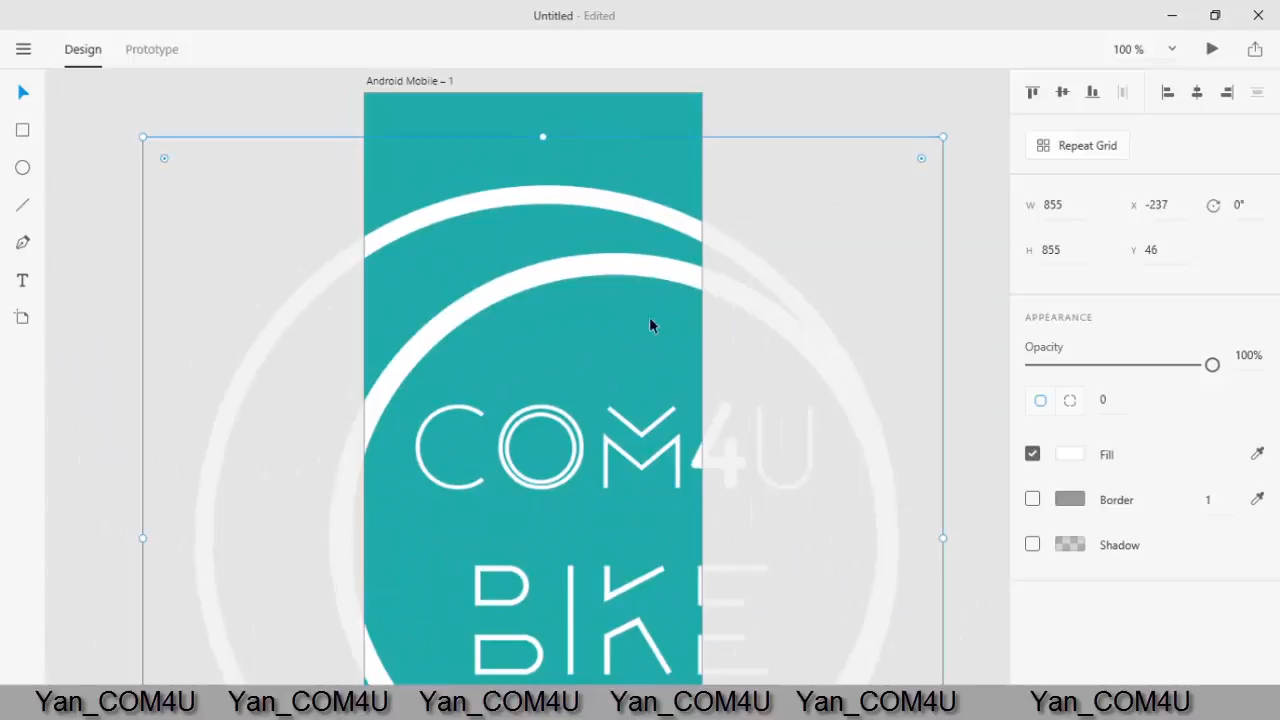 Untitled - Edited
Design Prototype 100 %
Android Mobile – 1
Repeat Grid
W 855 X -237 0°
H 855 Y 46
APPEARANCE
Opacity 100%
0
COM4U
Fill
Border 1
Shadow
BIKE
Yan_COM4U Yan_COM4U Yan_COM4U Yan_COM4U Yan_COM4U Yan_COM4U